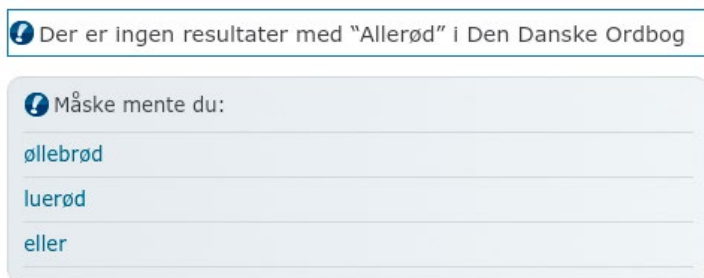 Der er ingen resultater med “Allerød” i Den Danske Ordbog
Måske mente du:
øllebrød
luerød
eller